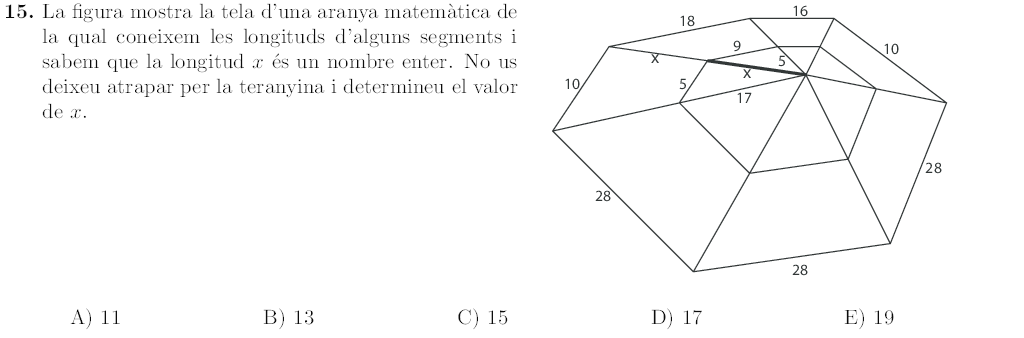 15. La figura mostra la tela d'una aranya matemàtica de
la qual coneixem les longituds d'alguns segments i
sabem que la longitud x és un nombre enter. No us
deixeu atrapar per la teranyina i determineu el valor
de x.
16
18
9
10
x
5
x
10
5
17
28
28
28
A) 11 B) 13 C) 15 D) 17 E) 19